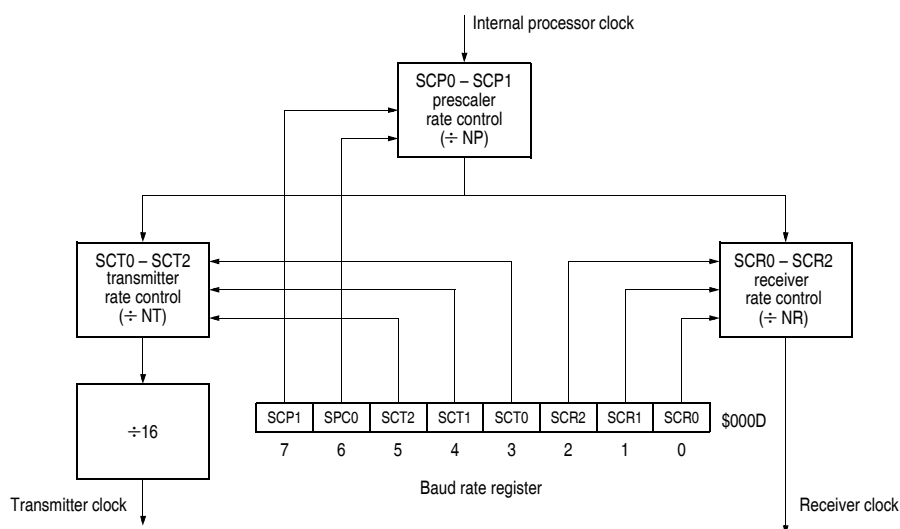 Internal processor clock
SCP0 – SCP1
prescaler
rate control
(÷ NP)
SCT0 – SCT2
transmitter
rate control
(÷ NT)
SCR0 – SCR2
receiver
rate control
(÷ NR)
÷16
SCP1 SPC0 SCT2 SCT1 SCT0 SCR2 SCR1 SCR0 $000D
7 6 5 4 3 2 1 0
Baud rate register
Transmitter clock
Receiver clock